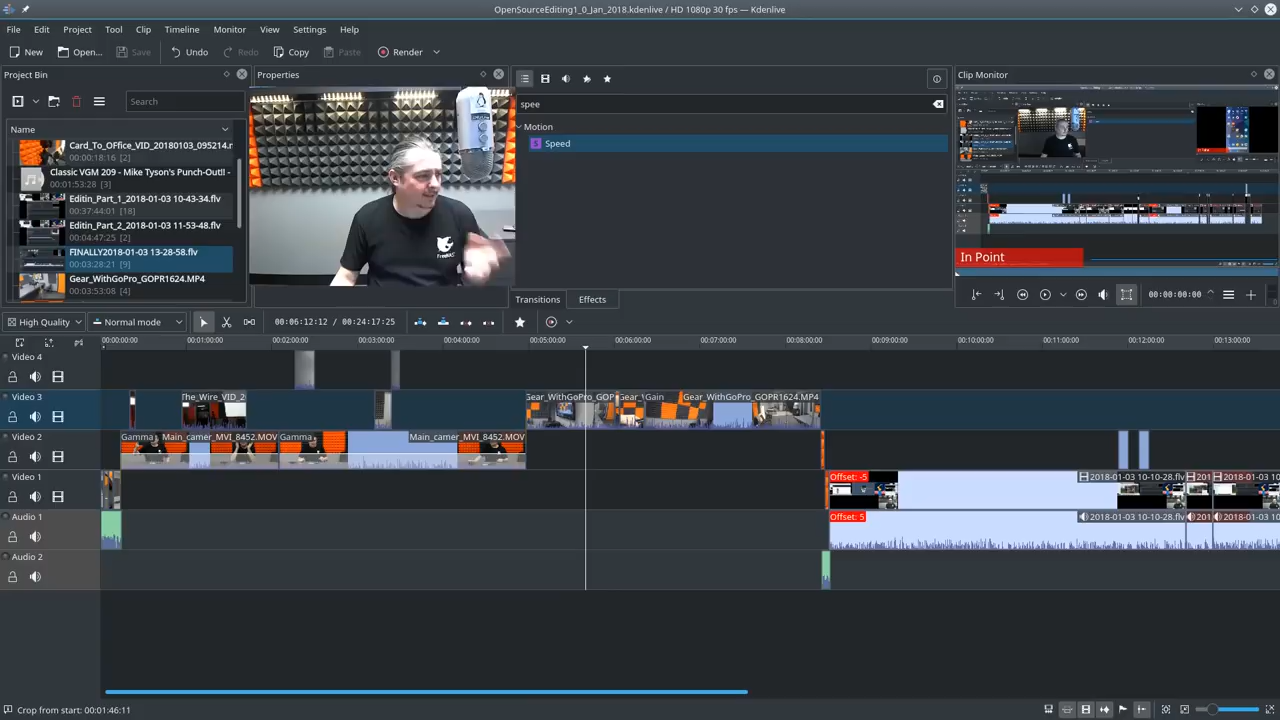 OpenSourceEditing1_0_Jan_2018.kdenlive / HD 1080p 30 fps — Kdenlive
File Edit Project Tool Clip Timeline Monitor View Settings Help
New Open... Save Undo Redo Copy Paste Render
Project Bin
Search
Name
Card_To_OFfice_VID_20180103_095214.m
00:00:18:16 [2]
Classic VGM 209 - Mike Tyson's Punch-Out!! -
00:01:53:28 [3]
Editin_Part_1_2018-01-03 10-43-34.flv
00:37:44:01 [18]
Editin_Part_2_2018-01-03 11-53-48.flv
00:04:47:25 [2]
FINALLY2018-01-03 13-28-58.flv
00:03:28:21 [9]
Gear_WithGoPro_GOPR1624.MP4
00:03:53:08 [4]
Properties
FreeNAS
spee
Motion
S Speed
Transitions Effects
Clip Monitor
In Point
00:00:00:00
High Quality Normal mode 00:06:12:12 / 00:24:17:25
00:00:00:00 00:01:00:00 00:02:00:00 00:03:00:00 00:04:00:00 00:05:00:00 00:06:00:00 00:07:00:00 00:08:00:00 00:09:00:00 00:10:00:00 00:11:00:00 00:12:00:00 00:13:00:00
Video 4
Video 3 The_Wire_VID_2 Gear_WithGoPro_GOP Gear_ Gain Gear_WithGoPro_GOPR1624.MP4
Video 2 Gamma Main_camer_MVI_8452.MOV Gamma Main_camer_MVI_8452.MOV
Video 1 Offset: -5 2018-01-03 10-10-28.flv 201 2018-01-03 10
Audio 1 Offset: 5 2018-01-03 10-10-28.flv 201 2018-01-03 10
Audio 2
Crop from start: 00:01:46:11